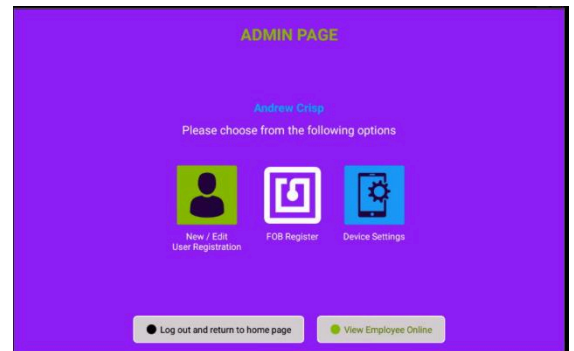 ADMIN PAGE
Andrew Crisp
Please choose from the following options
New / Edit
User Registration
FOB Register
Device Settings
Log out and return to home page
View Employee Online